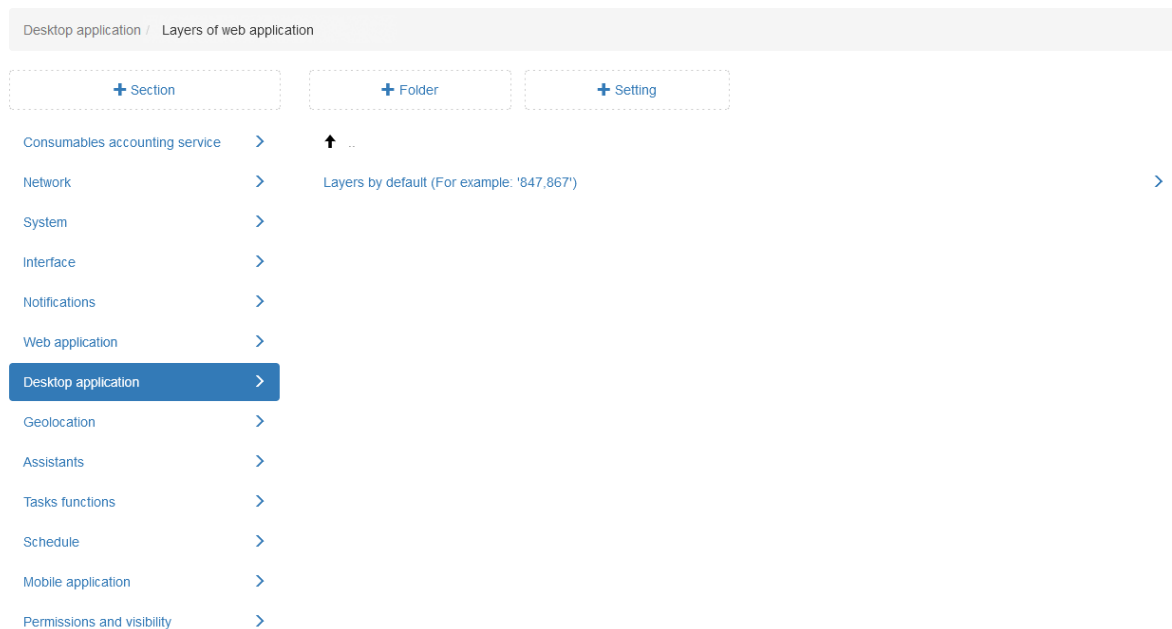 Desktop application / Layers of web application
+ Section
+ Folder
+ Setting
Consumables accounting service
..
Network
Layers by default (For example: '847,867')
System
Interface
Notifications
Web application
Desktop application
Geolocation
Assistants
Tasks functions
Schedule
Mobile application
Permissions and visibility